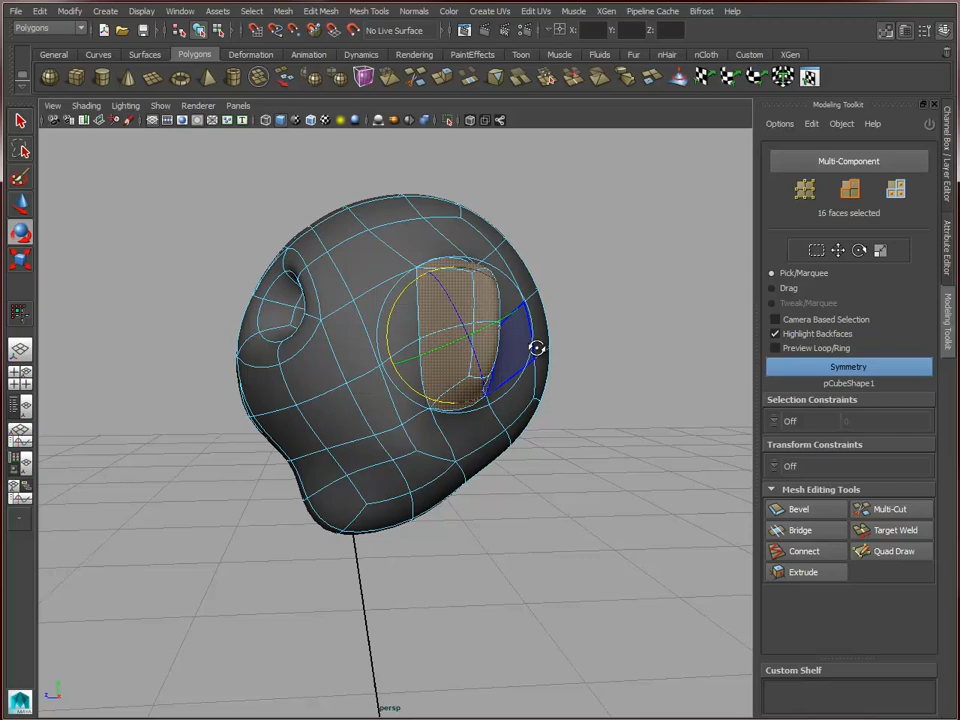 File Edit Modify Create Display Window Assets Select Mesh Edit Mesh Mesh Tools Normals Color Create UVs Edit UVs Muscle XGen Pipeline Cache Bifrost Help
Polygons No Live Surface X: Y: Z:
General Curves Surfaces Polygons Deformation Animation Dynamics Rendering PaintEffects Toon Muscle Fluids Fur nHair nCloth Custom XGen
View Shading Lighting Show Renderer Panels
persp
Modeling Toolkit
Options Edit Object Help
Multi-Component
16 faces selected
Pick/Marquee
Drag
Tweak/Marquee
Camera Based Selection
Highlight Backfaces
Preview Loop/Ring
Symmetry
pCubeShape1
Selection Constraints
Off 0
Transform Constraints
Off
Mesh Editing Tools
Bevel Multi-Cut
Bridge Target Weld
Connect Quad Draw
Extrude
Custom Shelf
Channel Box / Layer Editor
Attribute Editor
Modeling Toolkit